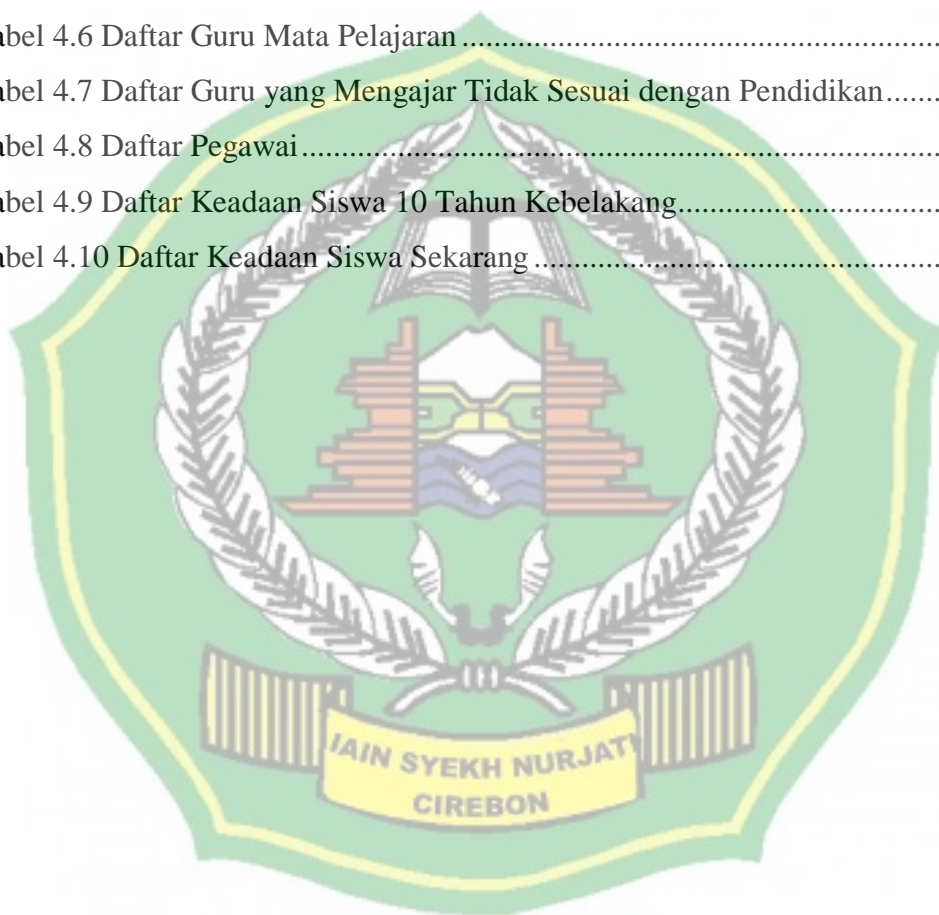 abel 4.6 Daftar Guru Mata Pelajaran ............................................................
abel 4.7 Daftar Guru yang Mengajar Tidak Sesuai dengan Pendidikan.......
abel 4.8 Daftar Pegawai................................................................................
abel 4.9 Daftar Keadaan Siswa 10 Tahun Kebelakang.................................
abel 4.10 Daftar Keadaan Siswa Sekarang ...................................................
IAIN SYEKH NURJATI
CIREBON